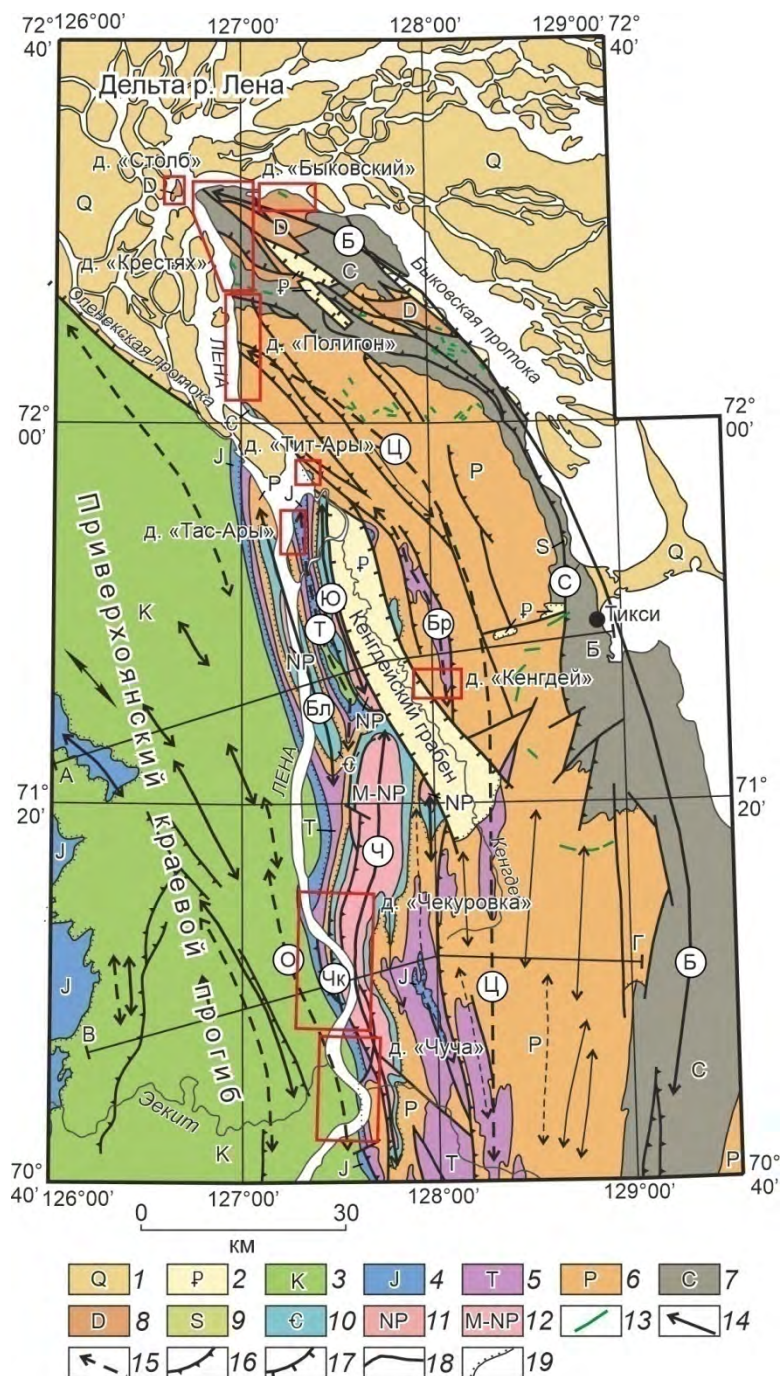 72° 126°00' 127°00' 128°00' 129°00' 72°
40' 40'
Дельта р. Лена
д. «Столб» д. «Быковский» Q
D
Q D Б
д. «Крестях» С
₽ D
Быковская протока
Оленекская протока
ЛЕНА
д. «Полигон»
72° 72°
00' Є 00'
J д. «Тит-Ары» Ц
P P
J
д. «Тас-Ары» S Q
₽ С
К Ю ₽ Тикси
Т Бр Б
Приверхоянский краевой прогиб
Кенгдейский грабен
NP д. «Кенгдей»
Бл NP
ЛЕНА Є
А M-NP NP 71°
71° 20'
20' Т
J Ч Кенгдей
д. «Чекуровка»
Г
О J Б
Чк Ц
J
В д. «Чуча» P С
Эекит P
К Т P
70° J 70°
40' 126°00' 127°00' 128°00' 129°00' 40'
0 30
км
Q 1 ₽ 2 K 3 J 4 T 5 P 6 C 7
D 8 S 9 Є 10 NP 11 M-NP 12 13 14
15 16 17 18 19